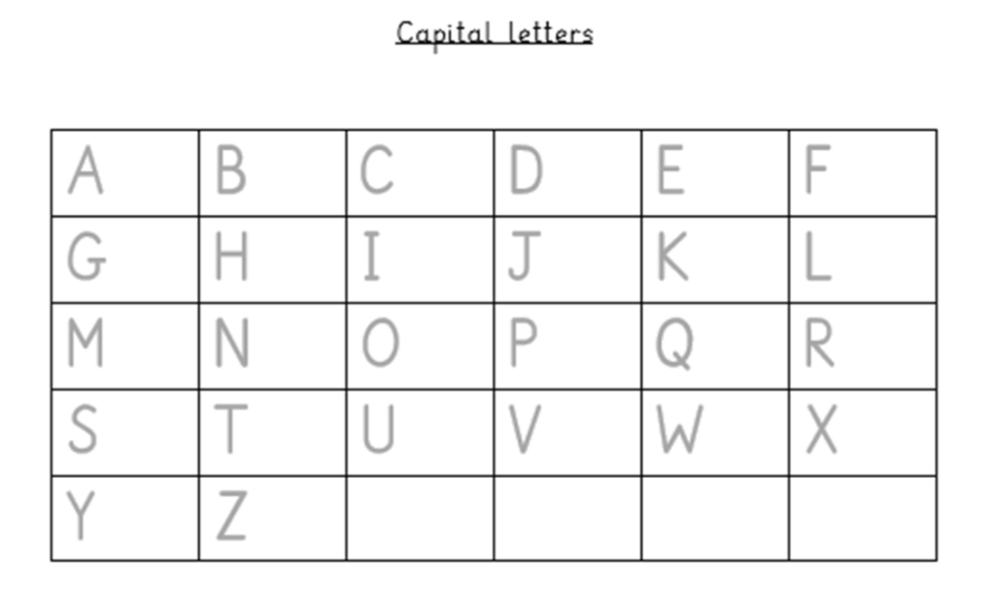 Capital letters
A B C D E F
G H I J K L
M N O P Q R
S T U V W X
Y Z